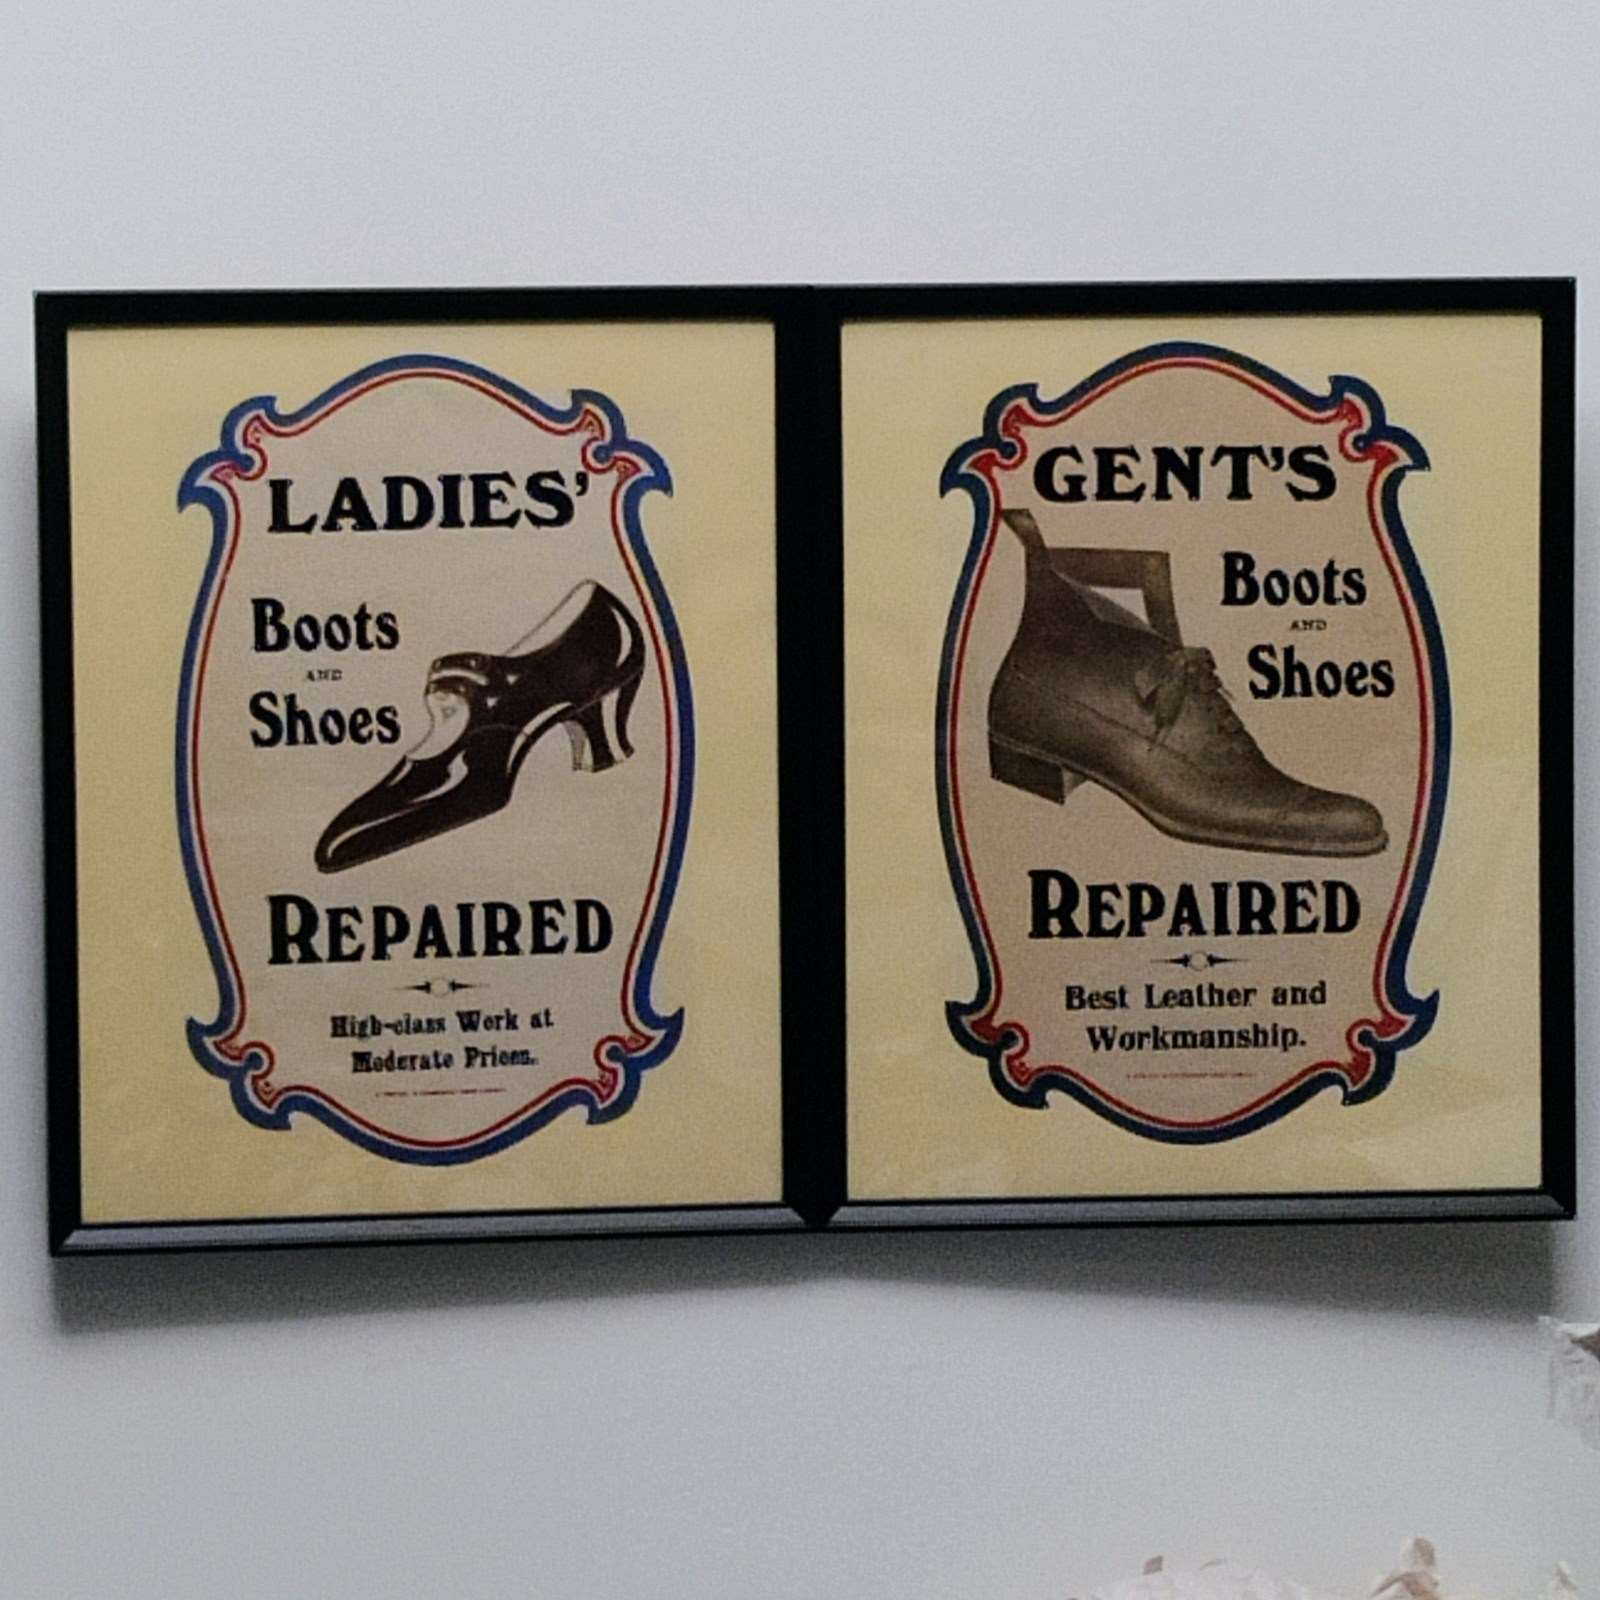 LADIES'
Boots
AND
Shoes
REPAIRED
High-class Work at
Moderate Prices.
GENT'S
Boots
AND
Shoes
REPAIRED
Best Leather and
Workmanship.